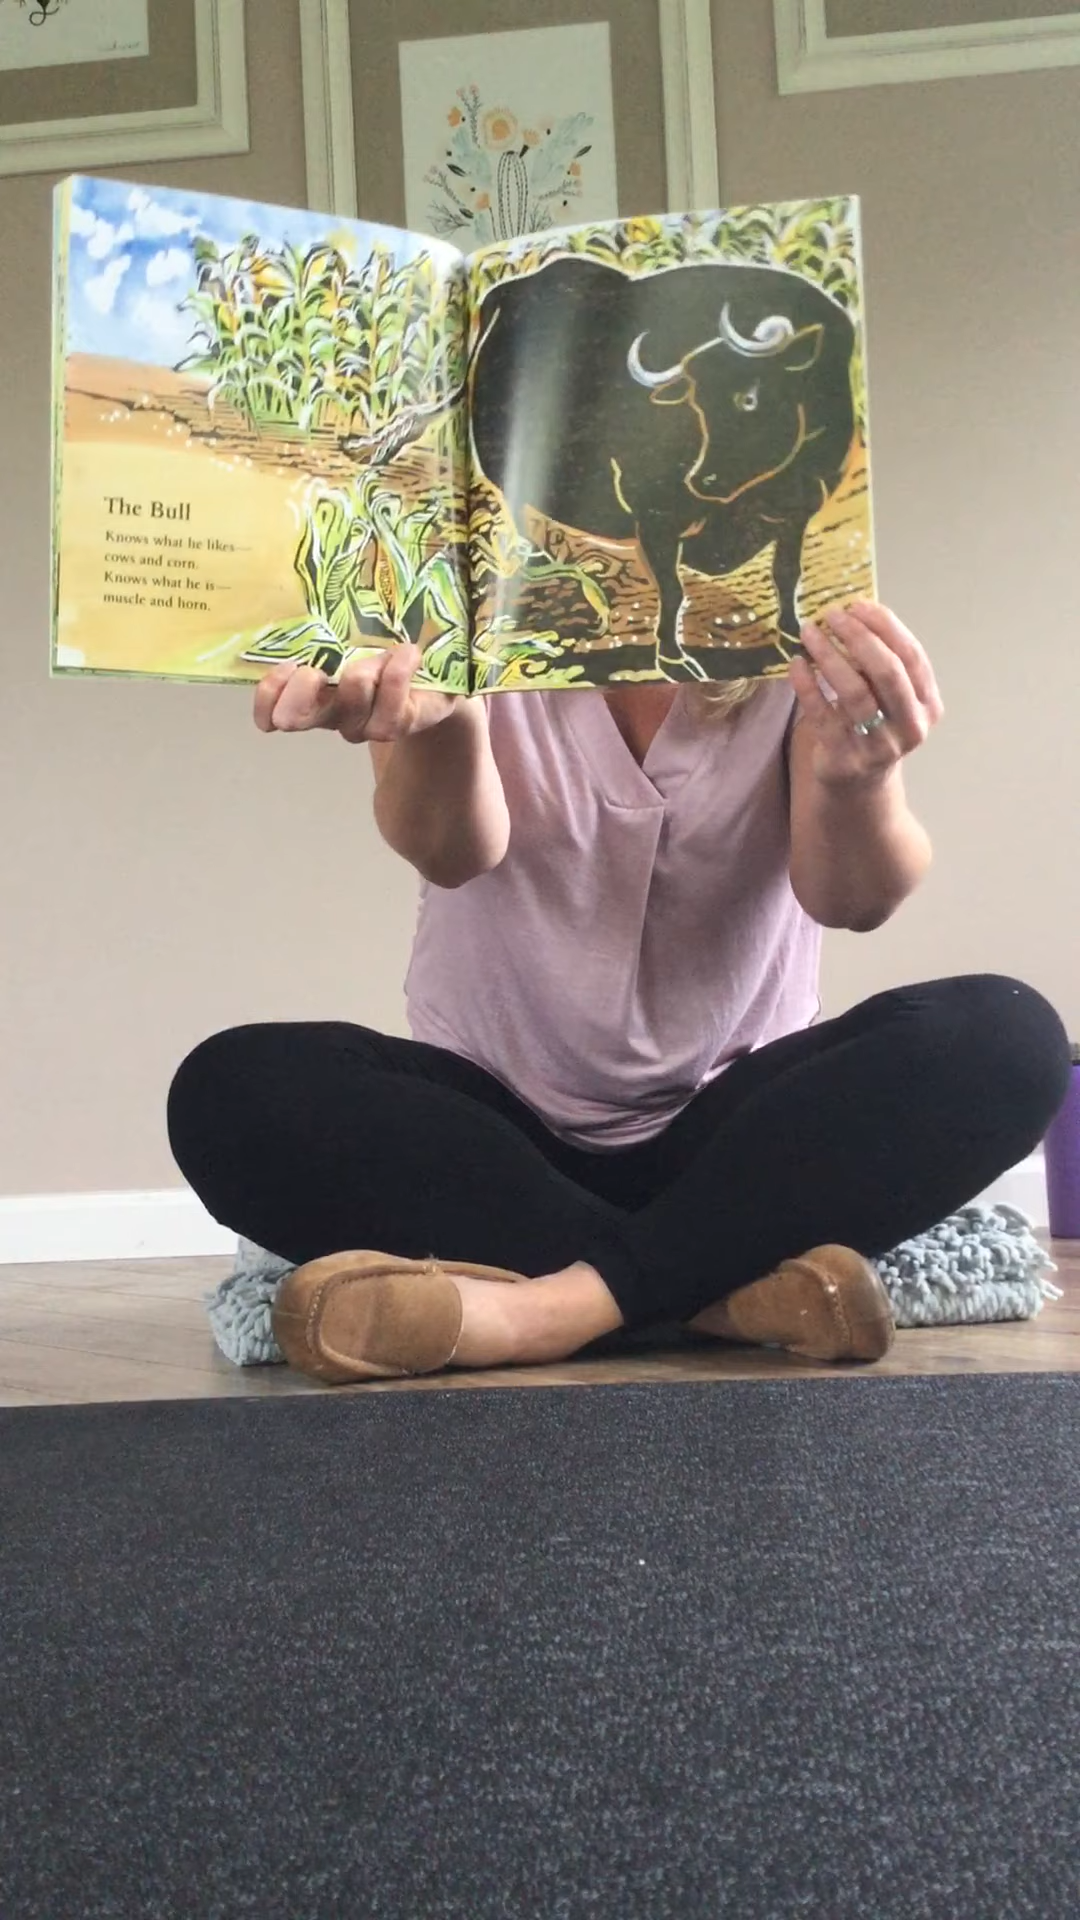 The Bull
Knows what he likes—
cows and corn.
Knows what he is—
muscle and horn.